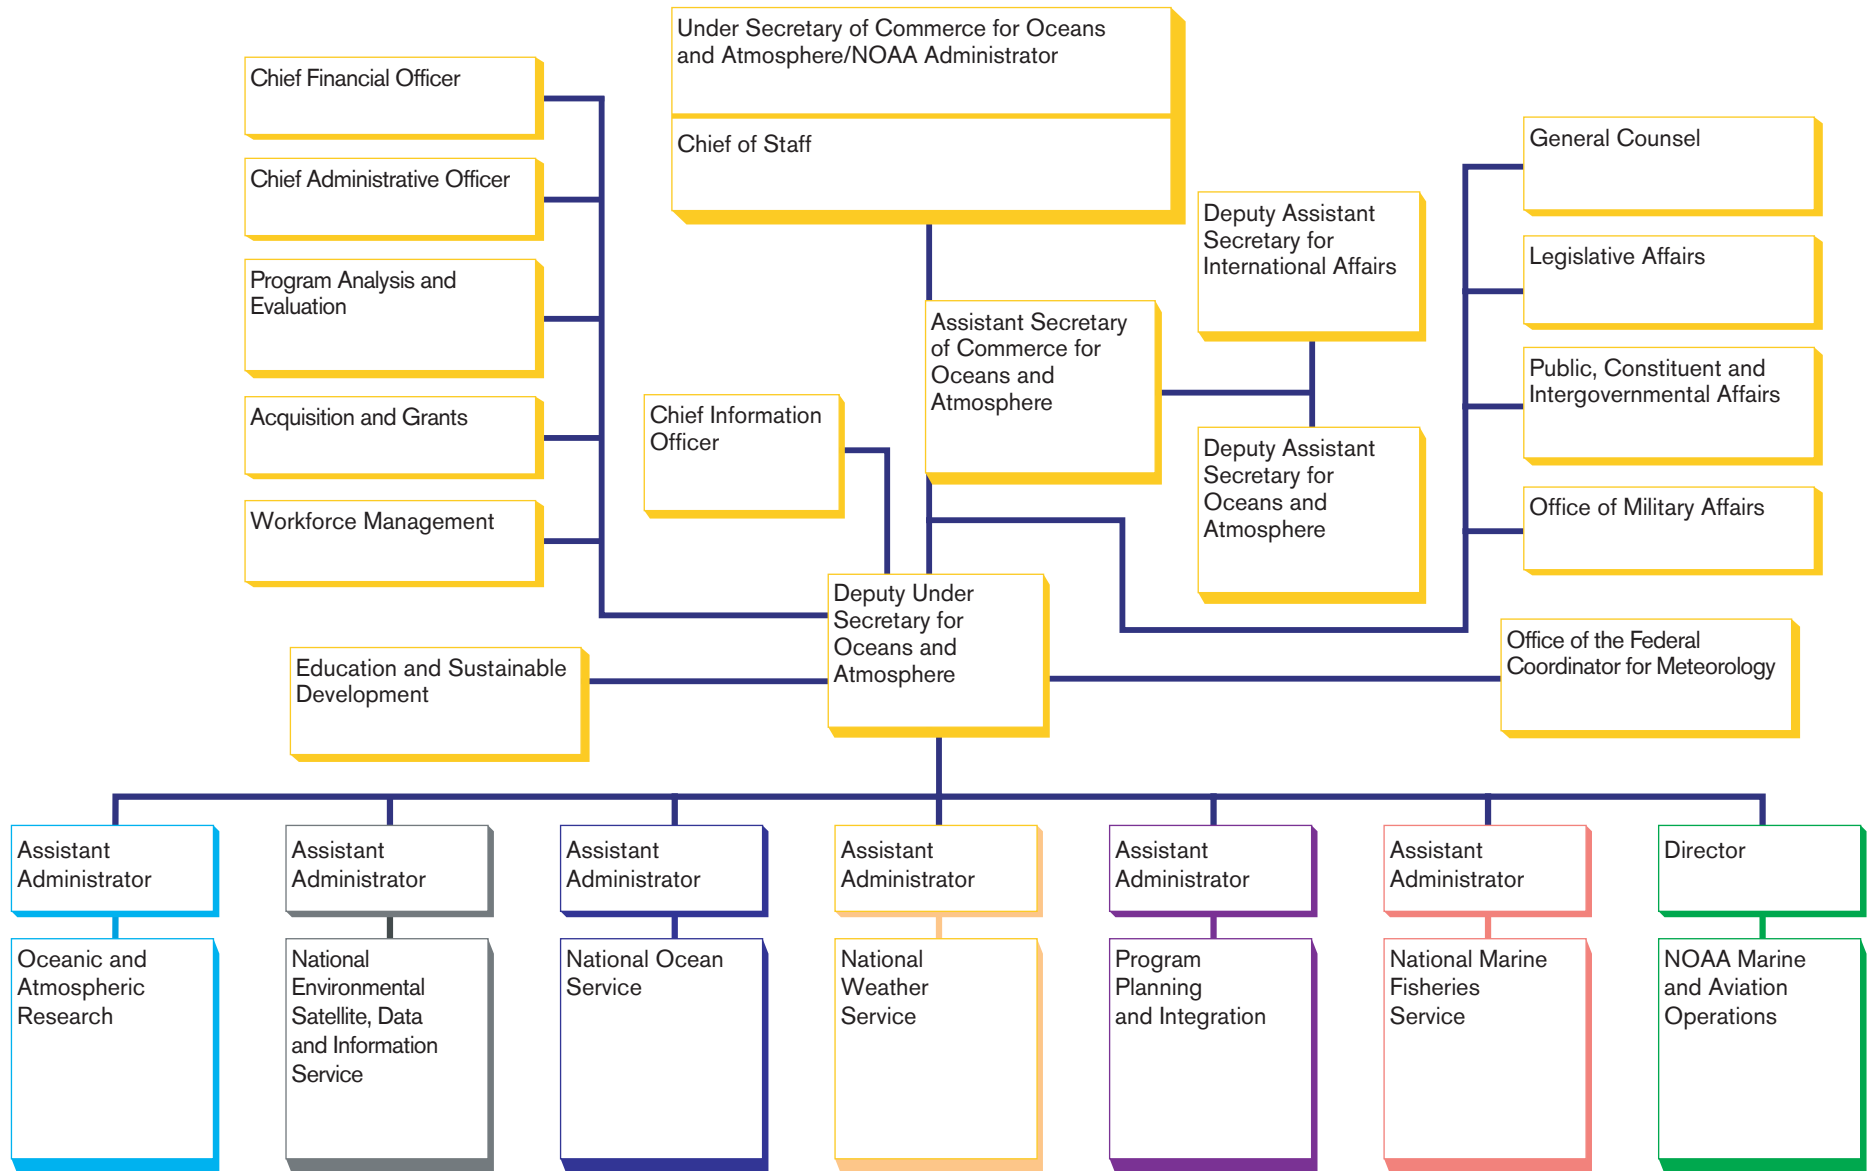 Under Secretary of Commerce for Oceans
and Atmosphere/NOAA Administrator
Chief of Staff
Chief Financial Officer
Chief Administrative Officer
Program Analysis and
Evaluation
Acquisition and Grants
Workforce Management
Chief Information
Officer
Assistant Secretary
of Commerce for
Oceans and
Atmosphere
Deputy Assistant
Secretary for
International Affairs
Deputy Assistant
Secretary for
Oceans and
Atmosphere
General Counsel
Legislative Affairs
Public, Constituent and
Intergovernmental Affairs
Office of Military Affairs
Deputy Under
Secretary for
Oceans and
Atmosphere
Education and Sustainable
Development
Office of the Federal
Coordinator for Meteorology
Assistant
Administrator
Oceanic and
Atmospheric
Research
Assistant
Administrator
National
Environmental
Satellite, Data
and Information
Service
Assistant
Administrator
National Ocean
Service
Assistant
Administrator
National
Weather
Service
Assistant
Administrator
Program
Planning
and Integration
Assistant
Administrator
National Marine
Fisheries
Service
Director
NOAA Marine
and Aviation
Operations